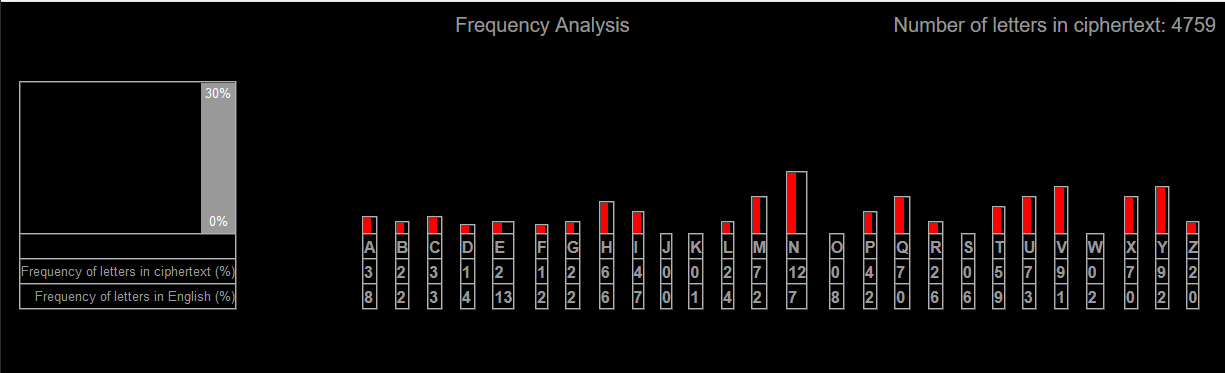 Frequency Analysis Number of letters in ciphertext: 4759
30%
0%
A B C D E F G H I J K L M N O P Q R S T U V W X Y Z
Frequency of letters in ciphertext (%) 3 2 3 1 2 1 2 6 4 0 0 2 7 12 0 4 7 2 0 5 7 9 0 7 9 2
Frequency of letters in English (%) 8 2 3 4 13 2 2 6 7 0 1 4 2 7 8 2 0 6 6 9 3 1 2 0 2 0